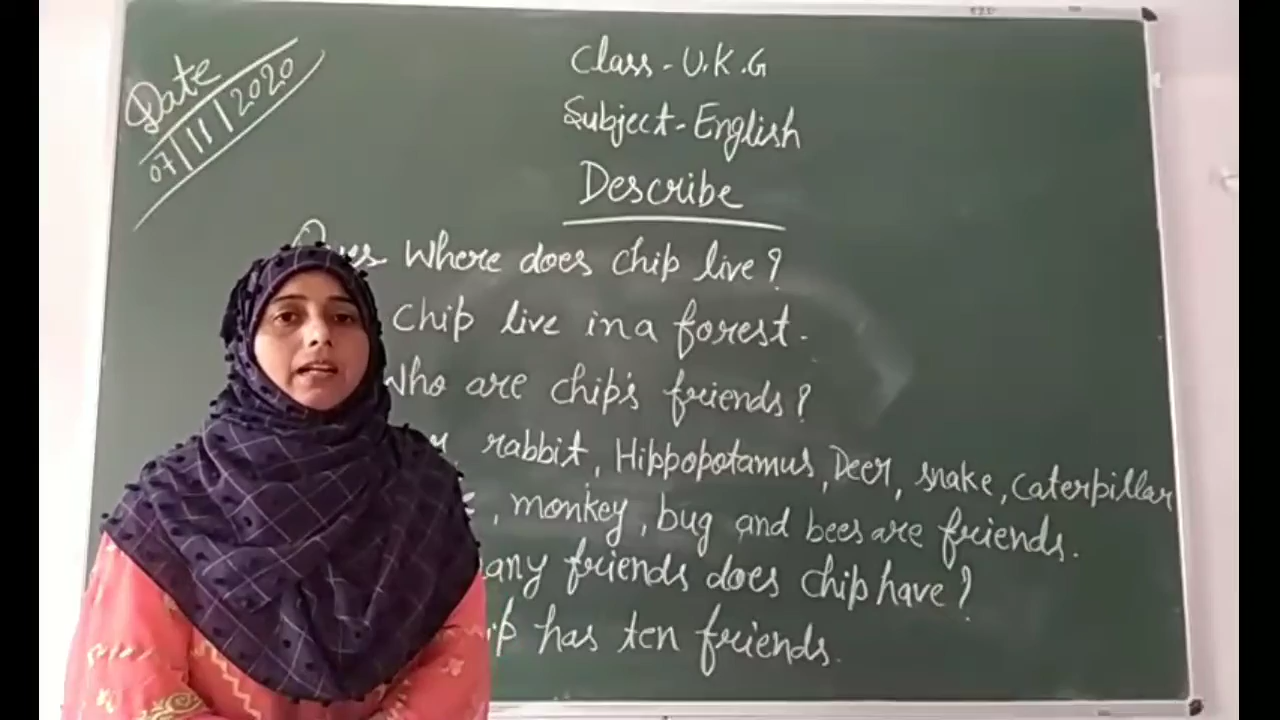 Date
07/11/2020
Class - U.K.G
Subject - English
Describe
Ques Where does chip live?
Chip live in a forest.
Who are chip's friends?
rabbit, Hippopotamus, Deer, snake, Caterpillar
, monkey, bug and bees are friends.
many friends does chip have?
has ten friends.